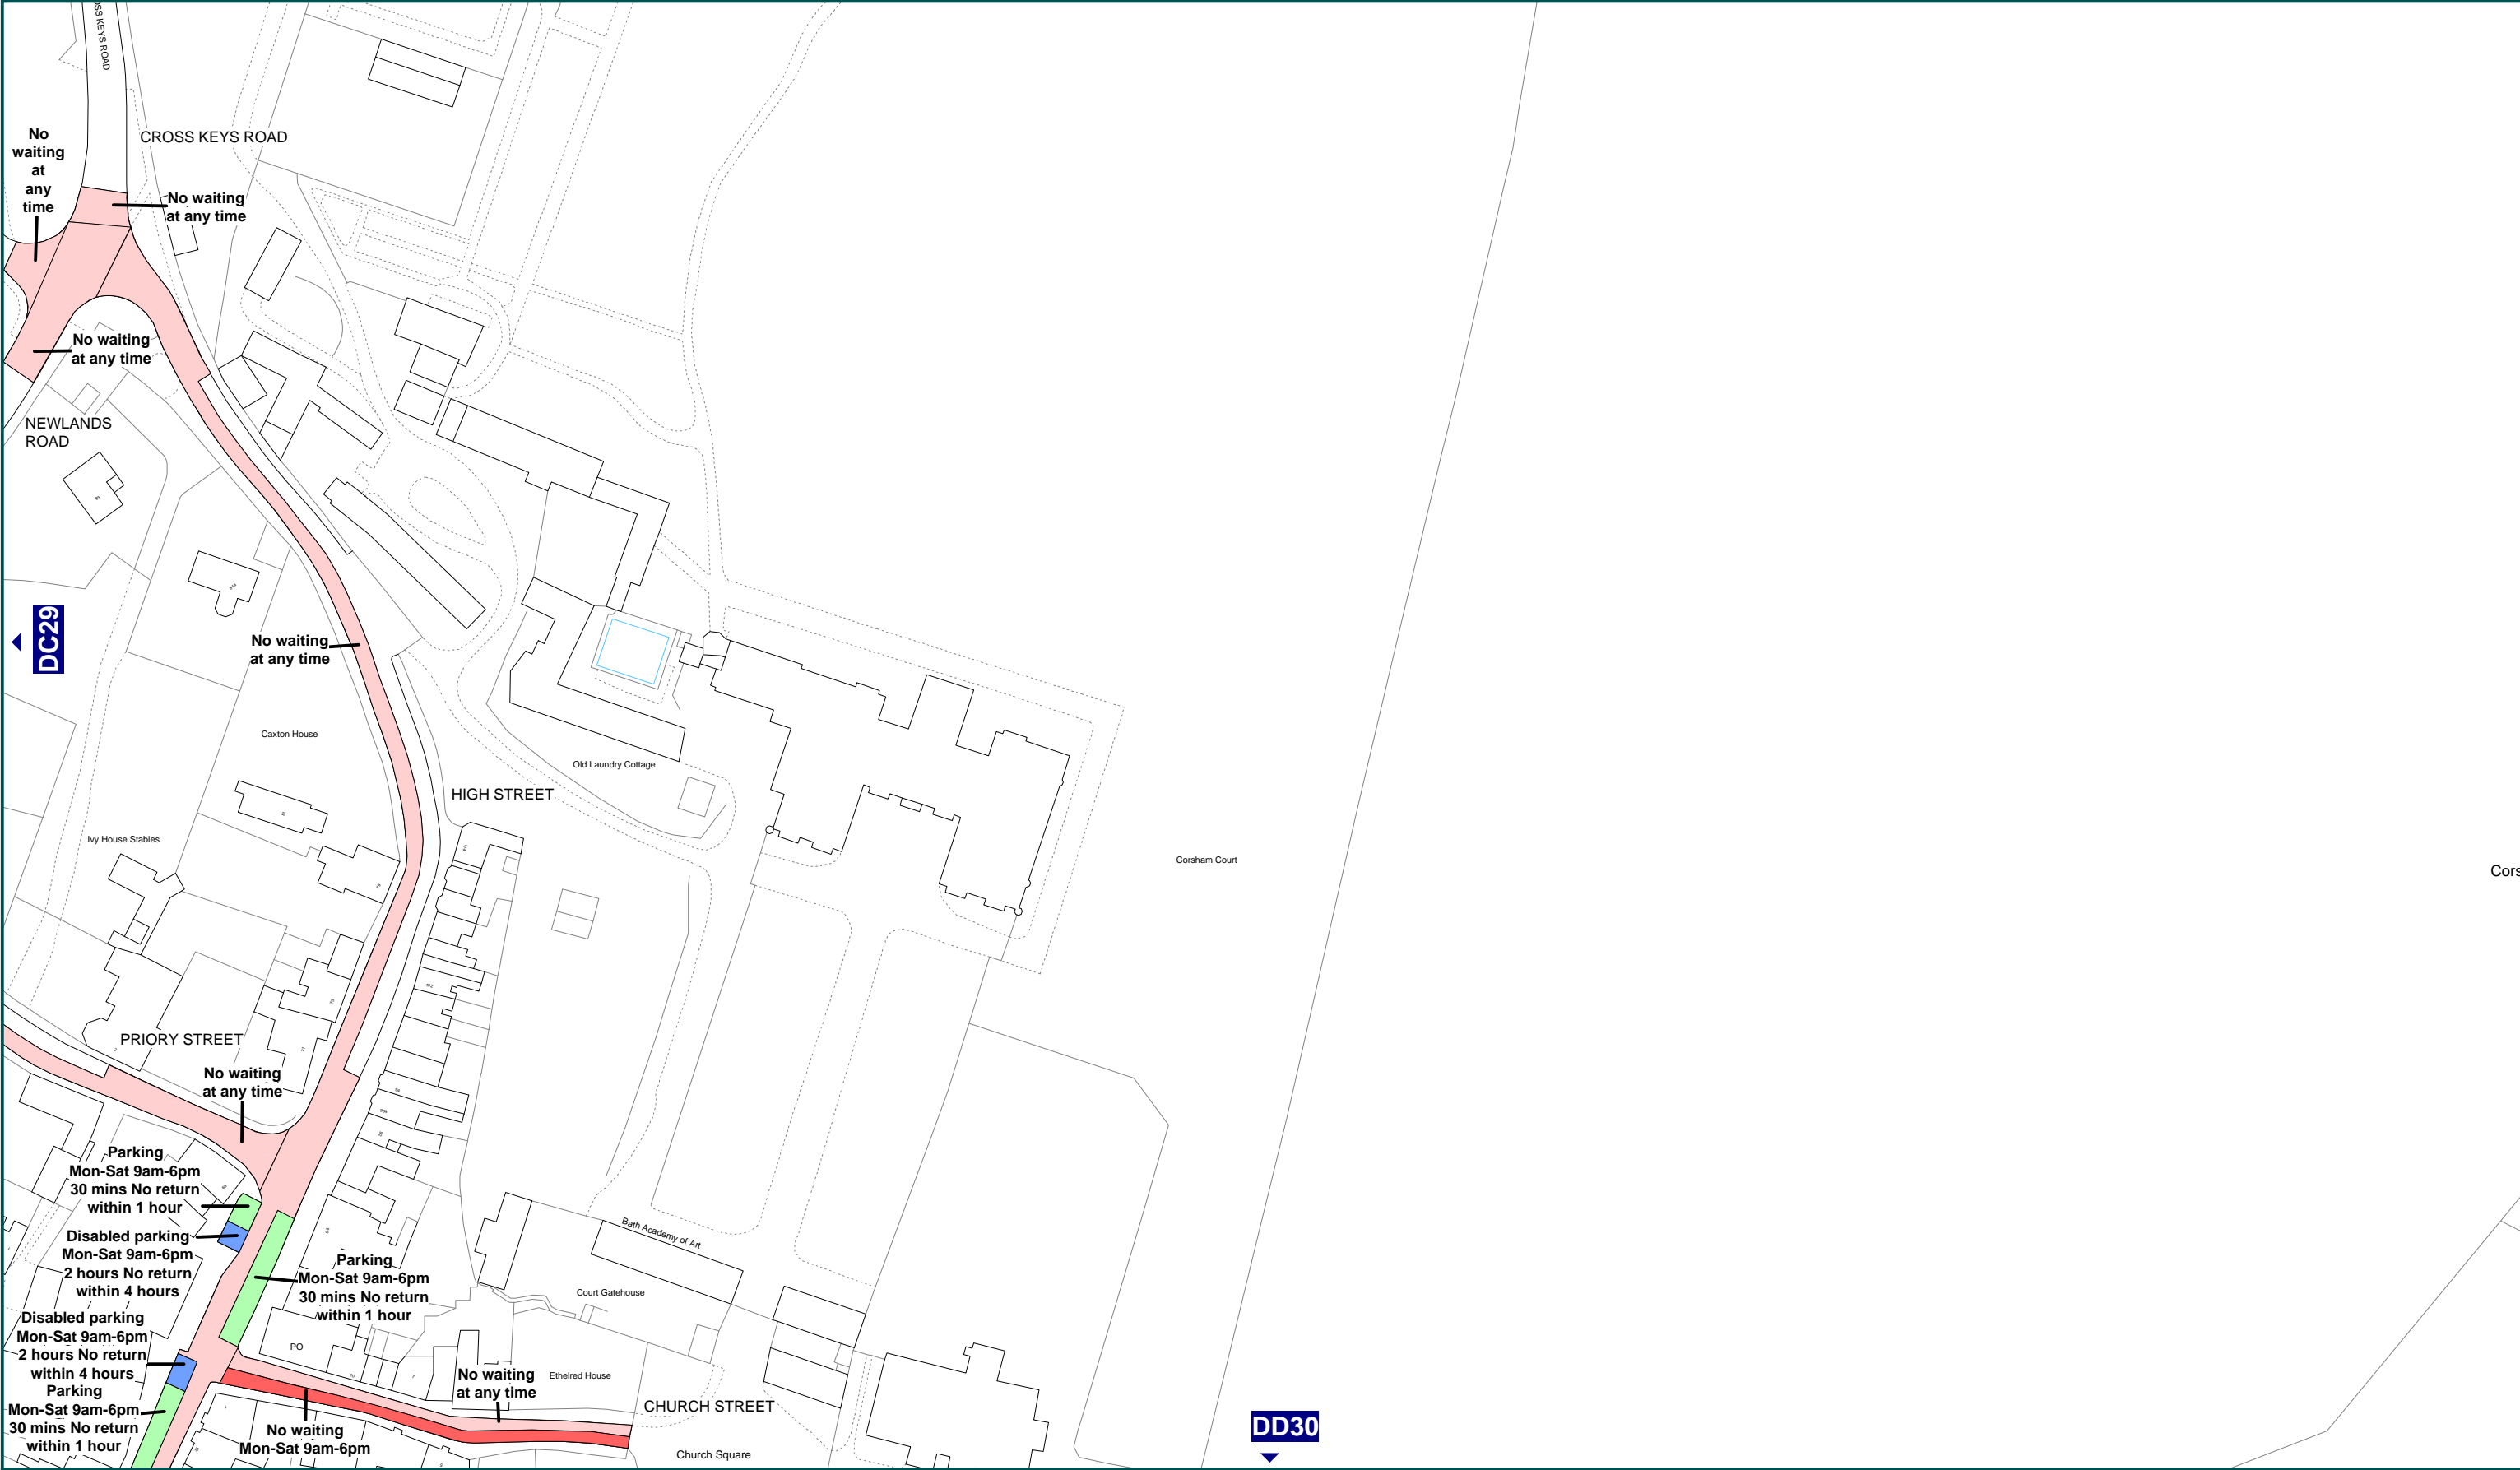 SS KEYS ROAD
CROSS KEYS ROAD
No
waiting
at
any
time
No waiting
at any time
No waiting
at any time
NEWLANDS
ROAD
DC29
No waiting
at any time
Caxton House
Old Laundry Cottage
HIGH STREET
Ivy House Stables
Corsham Court
Cors
PRIORY STREET
No waiting
at any time
Parking
Mon-Sat 9am-6pm
30 mins No return
within 1 hour
Disabled parking
Mon-Sat 9am-6pm
2 hours No return
within 4 hours
Bath Academy of Art
Parking
Mon-Sat 9am-6pm
30 mins No return
within 1 hour
Court Gatehouse
Disabled parking
Mon-Sat 9am-6pm
2 hours No return
within 4 hours
PO
Ethelred House
No waiting
at any time
Parking
Mon-Sat 9am-6pm
30 mins No return
within 1 hour
CHURCH STREET
No waiting
Mon-Sat 9am-6pm
Church Square
DD30